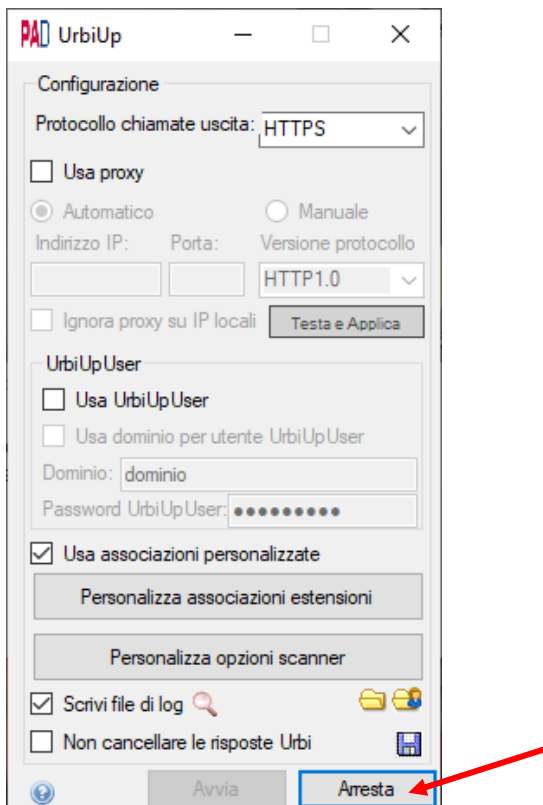 PAD UrbiUp
Configurazione
Protocollo chiamate uscita: HTTPS
Usa proxy
Automatico Manuale
Indirizzo IP: Porta: Versione protocollo
HTTP1.0
Ignora proxy su IP locali Testa e Applica
UrbiUpUser
Usa UrbiUpUser
Usa dominio per utente UrbiUpUser
Dominio: dominio
Password UrbiUpUser: •••••••••
Usa associazioni personalizzate
Personalizza associazioni estensioni
Personalizza opzioni scanner
Scrivi file di log
Non cancellare le risposte Urbi
Avvia Arresta